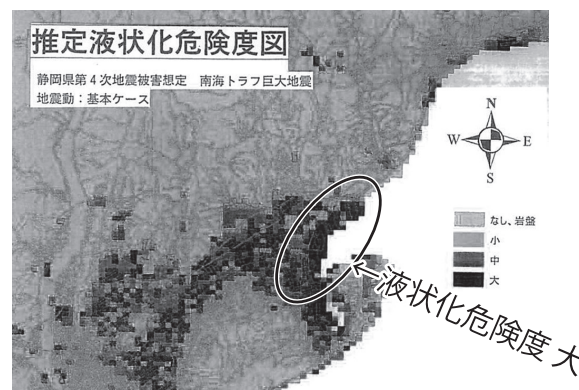 推定液状化危険度図
静岡県第4次地震被害想定　南海トラフ巨大地震
地震動：基本ケース
N
W
E
S
なし、岩盤
小
中
大
←液状化危険度 大